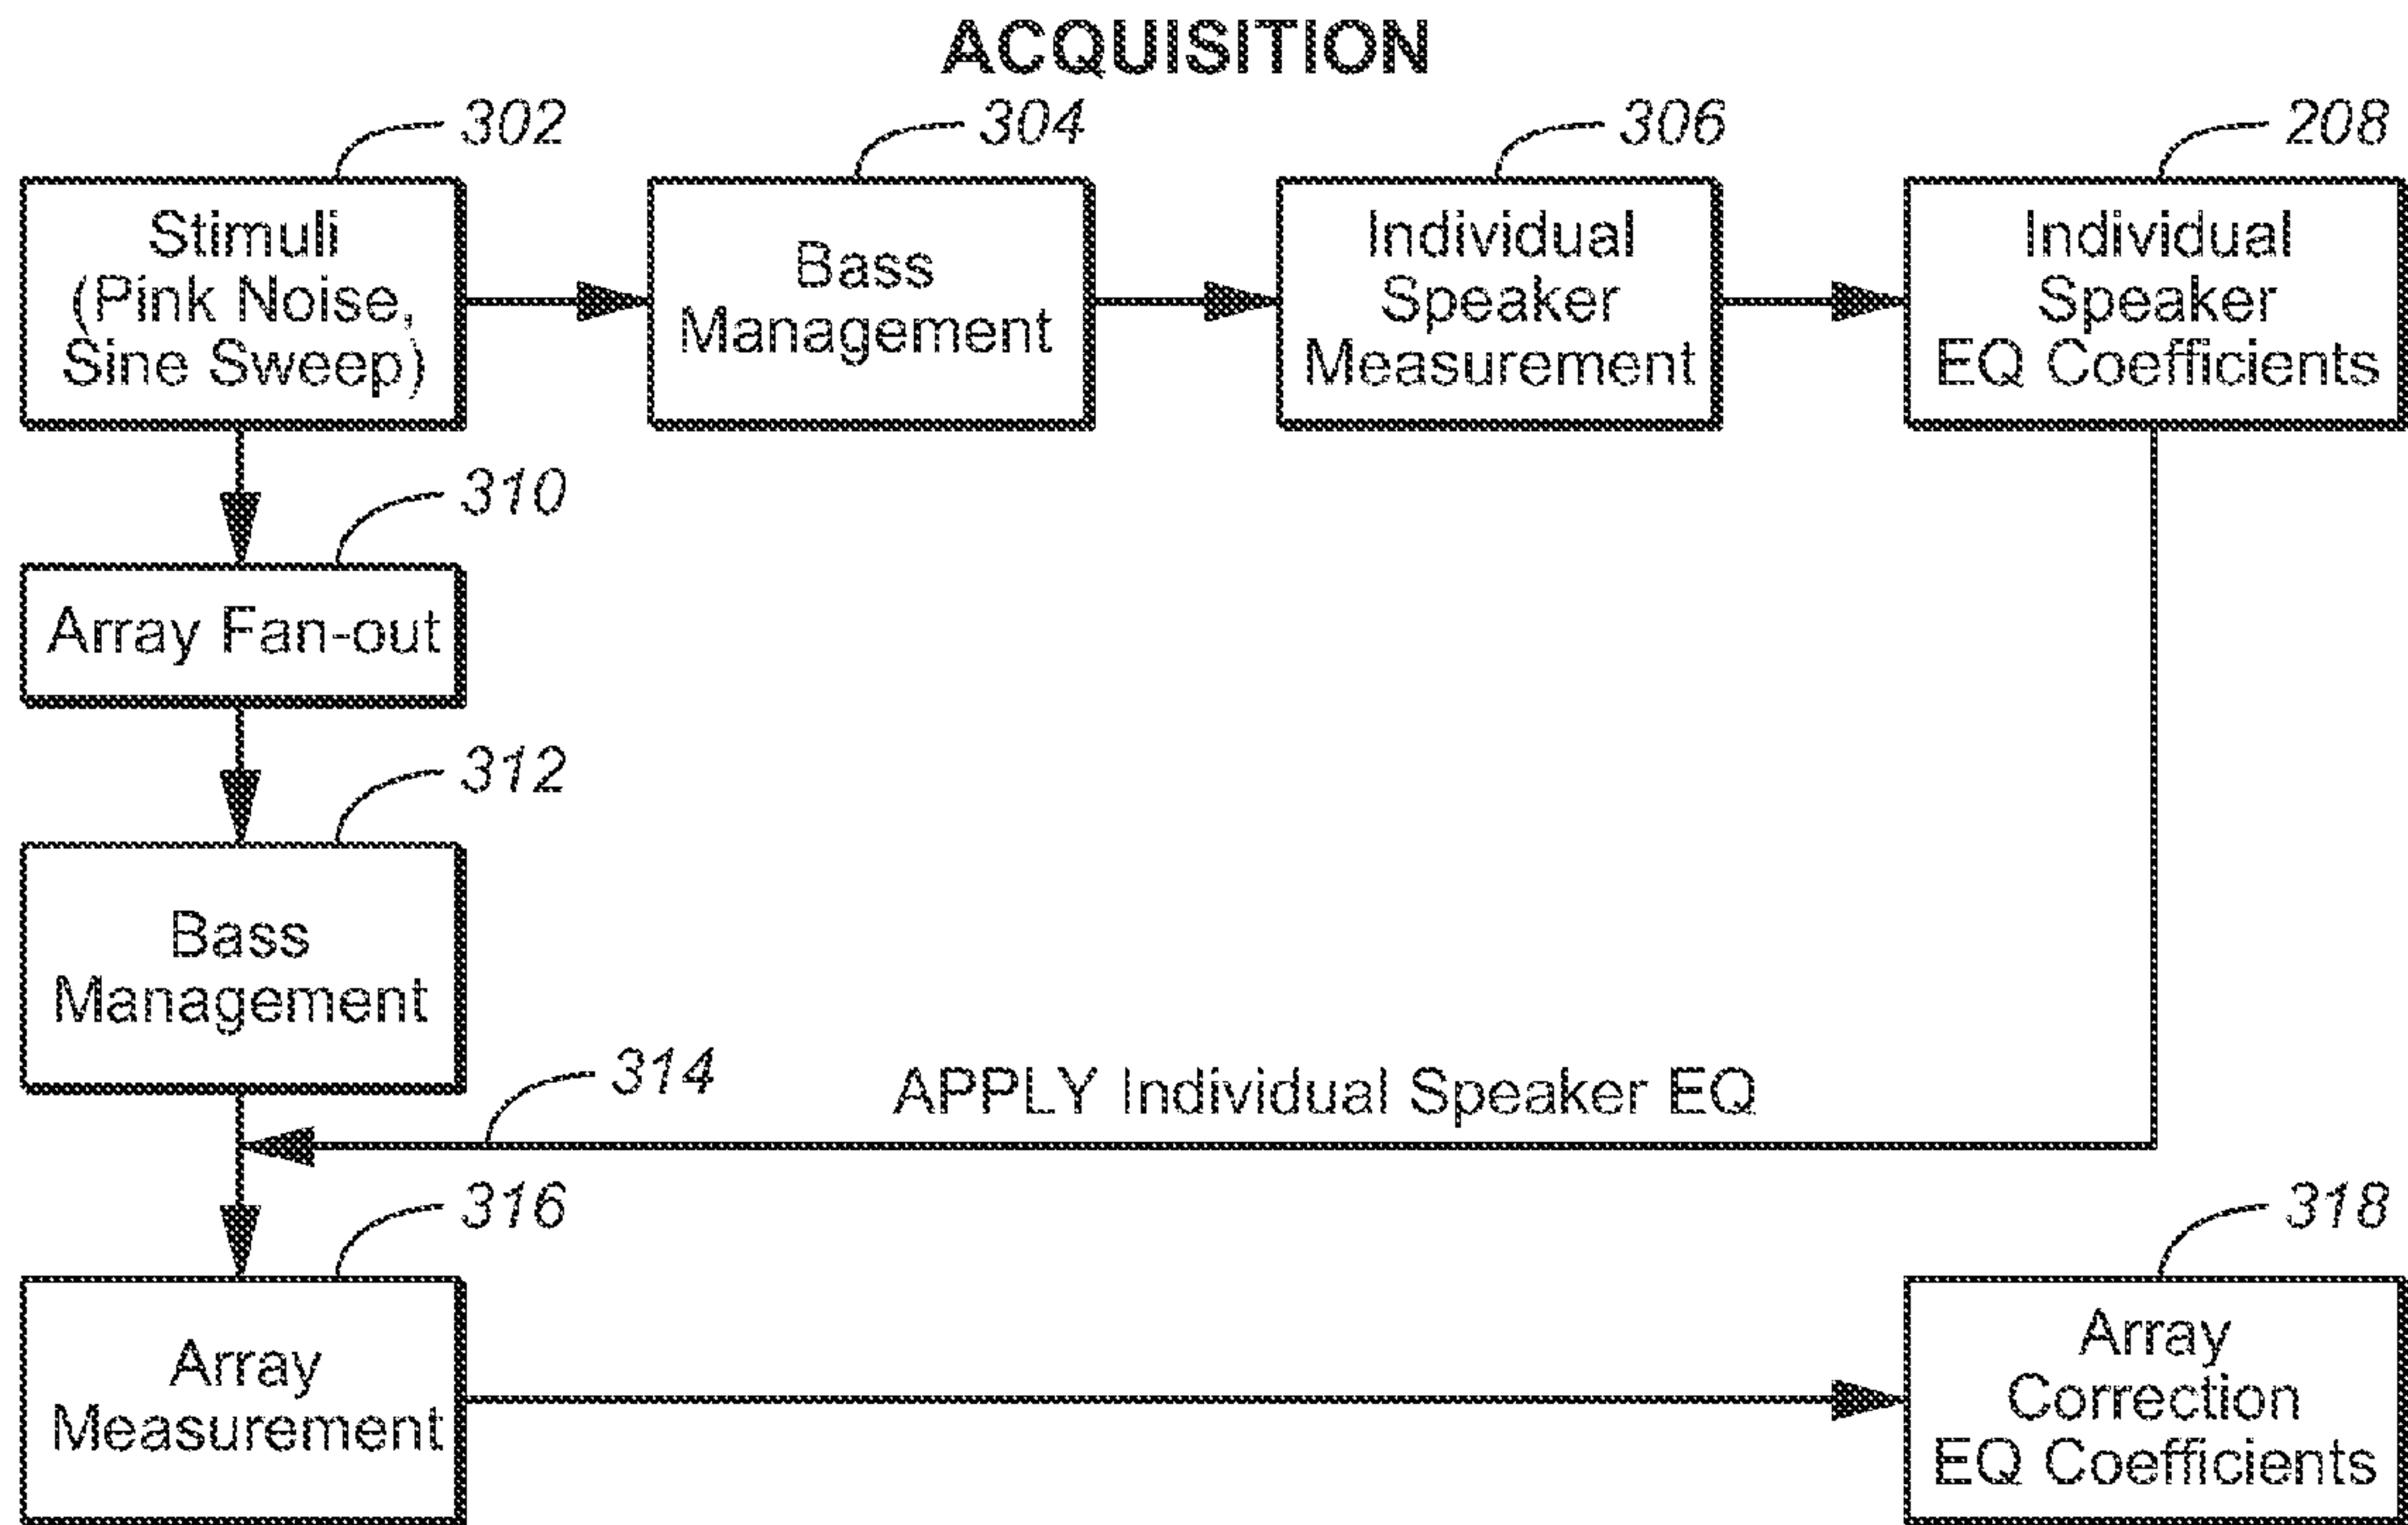 ACQUISITION
302
304
306
208
Stimuli
(Pink Noise,
Sine Sweep)
Bass
Management
Individual
Speaker
Measurement
Individual
Speaker
EQ Coefficients
310
Array Fan-out
312
Bass
Management
314
APPLY Individual Speaker EQ
316
318
Array
Measurement
Array
Correction
EQ Coefficients